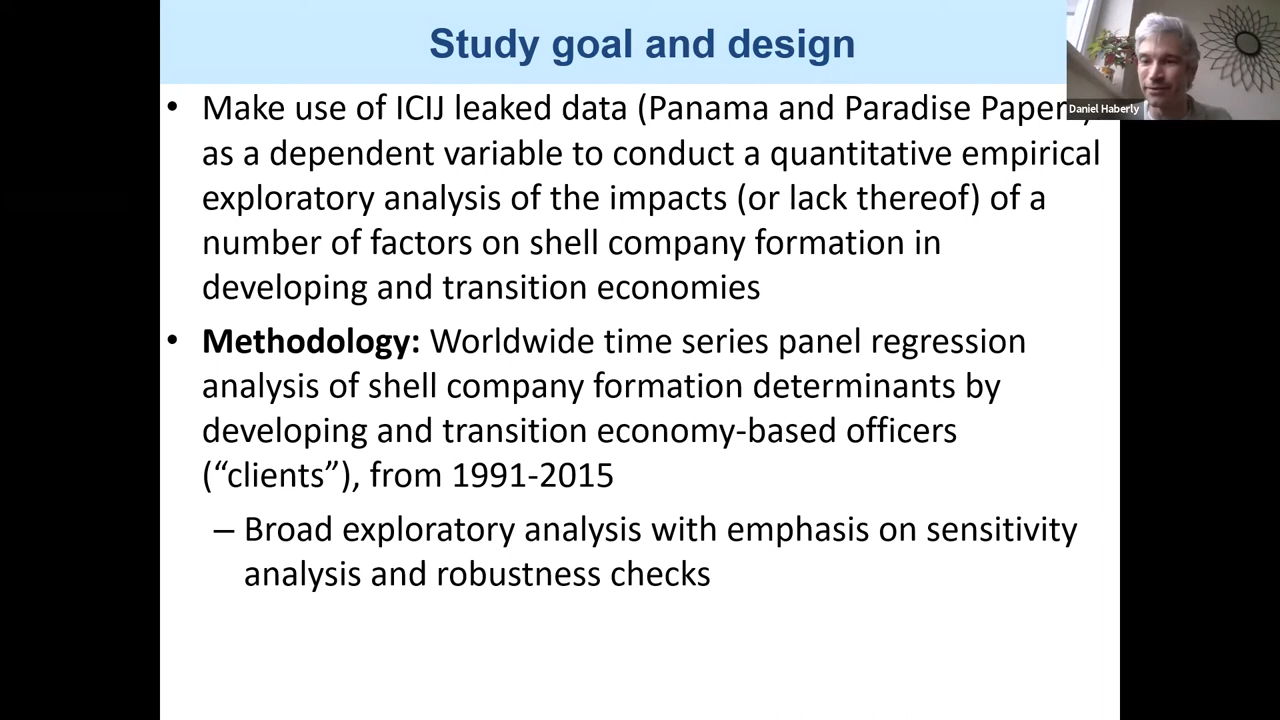 Study goal and design
Daniel Haberly
• Make use of ICIJ leaked data (Panama and Paradise Papers)
as a dependent variable to conduct a quantitative empirical
exploratory analysis of the impacts (or lack thereof) of a
number of factors on shell company formation in
developing and transition economies
• Methodology: Worldwide time series panel regression
analysis of shell company formation determinants by
developing and transition economy-based officers
(“clients”), from 1991-2015
– Broad exploratory analysis with emphasis on sensitivity
analysis and robustness checks